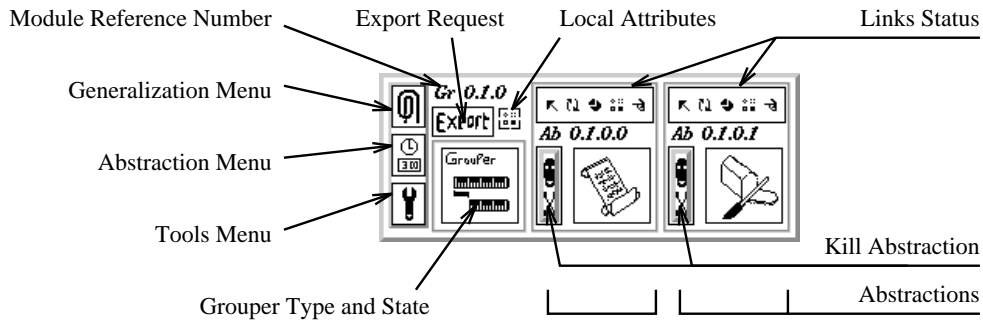 Module Reference Number
Export Request
Local Attributes
Links Status
Generalization Menu
Abstraction Menu
Tools Menu
Gr 0.1.0
Export
Grouper
Ab 0.1.0.0
Ab 0.1.0.1
Kill Abstraction
Grouper Type and State
Abstractions